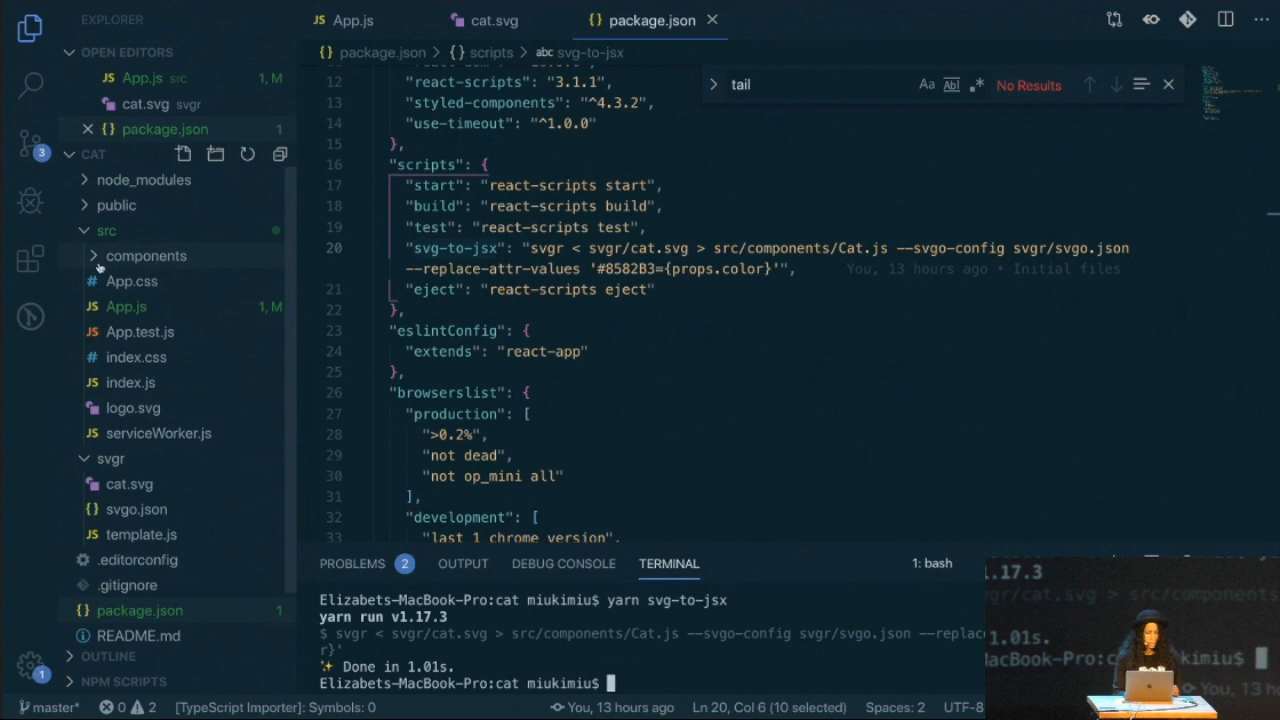 EXPLORER
OPEN EDITORS
JS App.js src 1, M
cat.svg svgr
{} package.json 1
CAT
node_modules
public
src
components
# App.css
JS App.js 1, M
JS App.test.js
# index.css
JS index.js
logo.svg
JS serviceWorker.js
svgr
cat.svg
{} svgo.json
JS template.js
.editorconfig
.gitignore
{} package.json 1
README.md
OUTLINE
NPM SCRIPTS
3
1
JS App.js
cat.svg
{} package.json
{} package.json > {} scripts > abc svg-to-jsx
tail
Aa Abl .* No Results
12 "react-scripts": "3.1.1",
13 "styled-components": "^4.3.2",
14 "use-timeout": "^1.0.0"
15 },
16 "scripts": {
17 "start": "react-scripts start",
18 "build": "react-scripts build",
19 "test": "react-scripts test",
20 "svg-to-jsx": "svgr < svgr/cat.svg > src/components/Cat.js --svgo-config svgr/svgo.json
--replace-attr-values '#8582B3={props.color}'", You, 13 hours ago • Initial files
21 "eject": "react-scripts eject"
22 },
23 "eslintConfig": {
24 "extends": "react-app"
25 },
26 "browserslist": {
27 "production": [
28 ">0.2%",
29 "not dead",
30 "not op_mini all"
31 ],
32 "development": [
33 "last 1 chrome version",
PROBLEMS 2 OUTPUT DEBUG CONSOLE TERMINAL 1: bash
Elizabets-MacBook-Pro:cat miukimiu$ yarn svg-to-jsx
yarn run v1.17.3
$ svgr < svgr/cat.svg > src/components/Cat.js --svgo-config svgr/svgo.json --replac
r}'
✨ Done in 1.01s.
Elizabets-MacBook-Pro:cat miukimiu$
master* 0 2 [TypeScript Importer]: Symbols: 0 You, 13 hours ago Ln 20, Col 6 (10 selected) Spaces: 2 UTF-8
.17.3
cat.svg > src/components
1.01s.
acBook-Pro:c kimiu$
You, 13 h